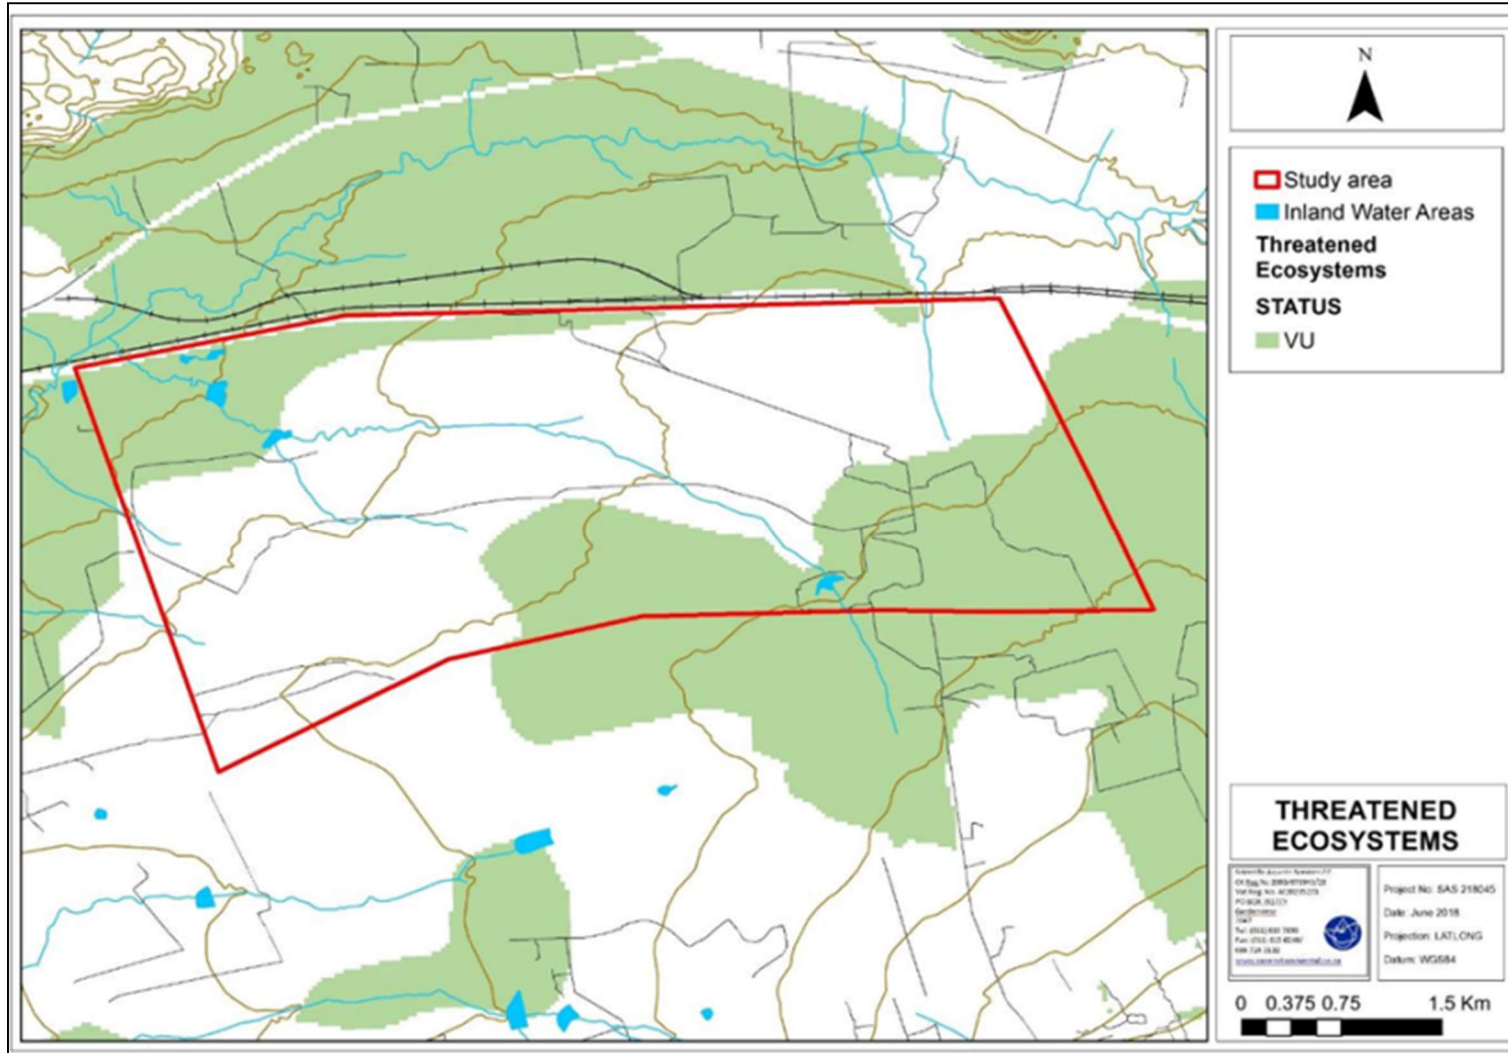 N
Study area
Inland Water Areas
Threatened
Ecosystems
STATUS
VU
THREATENED
ECOSYSTEMS
Project No: SAS 218045
Date: June 2018
Projection: LATLONG
Datum: WGS84
0 0.375 0.75 1.5 Km